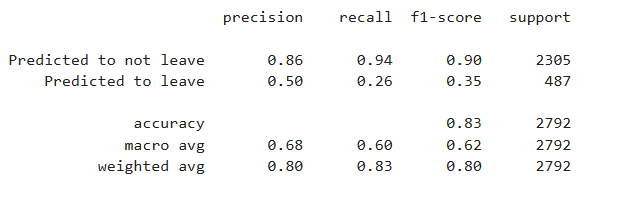 precision recall f1-score support
Predicted to not leave 0.86 0.94 0.90 2305
Predicted to leave 0.50 0.26 0.35 487
accuracy 0.83 2792
macro avg 0.68 0.60 0.62 2792
weighted avg 0.80 0.83 0.80 2792